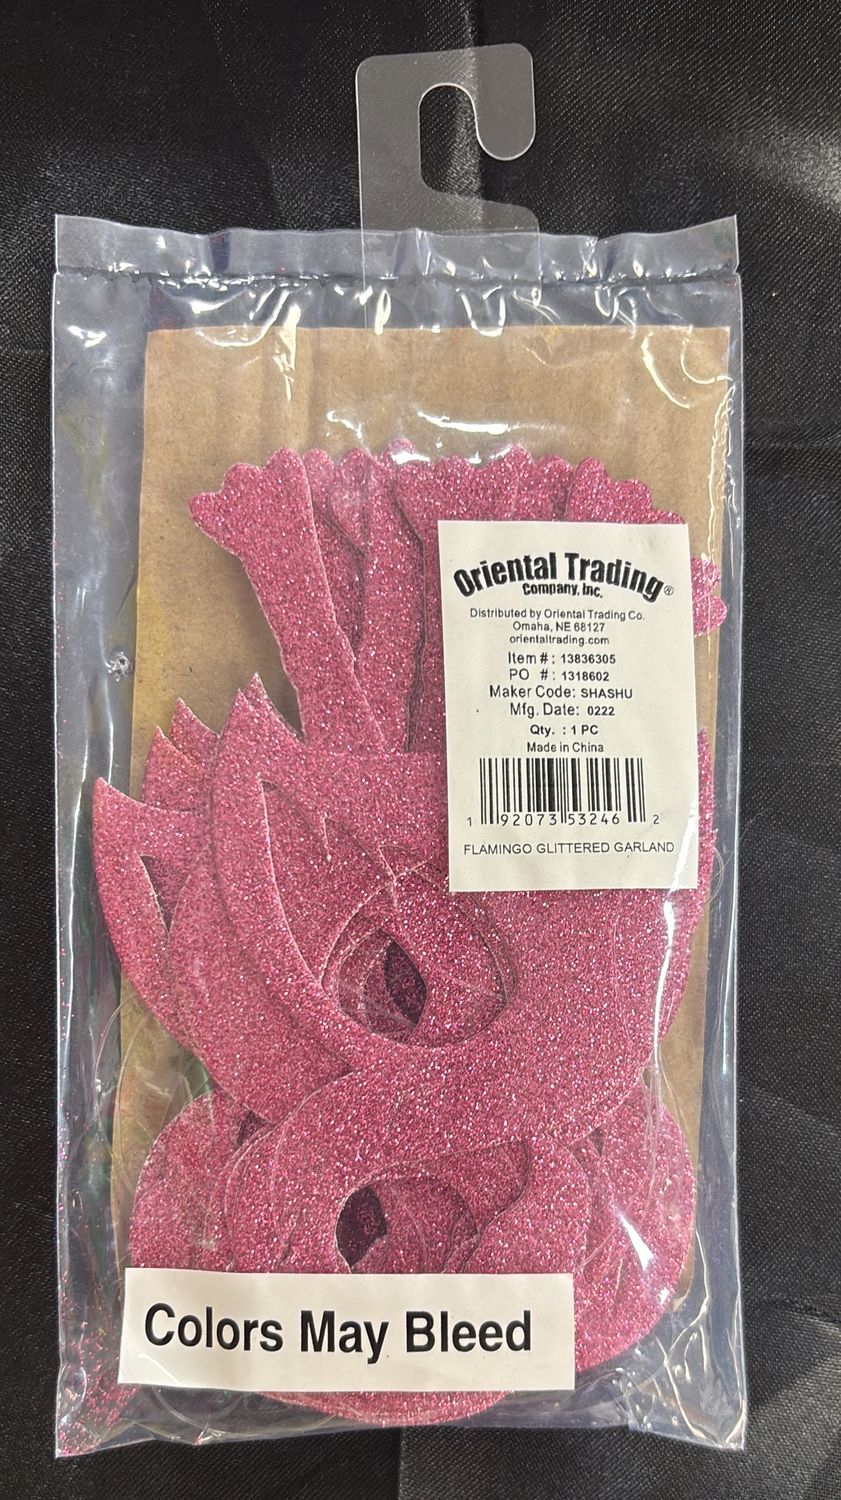 Oriental Trading®
Company, Inc.
Distributed by Oriental Trading Co.
Omaha, NE 68127
orientaltrading.com
Item # : 13836305
PO # : 1318602
Maker Code: SHASHU
Mfg. Date: 0222
Qty. : 1 PC
Made in China
1 92073 53246 2
FLAMINGO GLITTERED GARLAND
Colors May Bleed